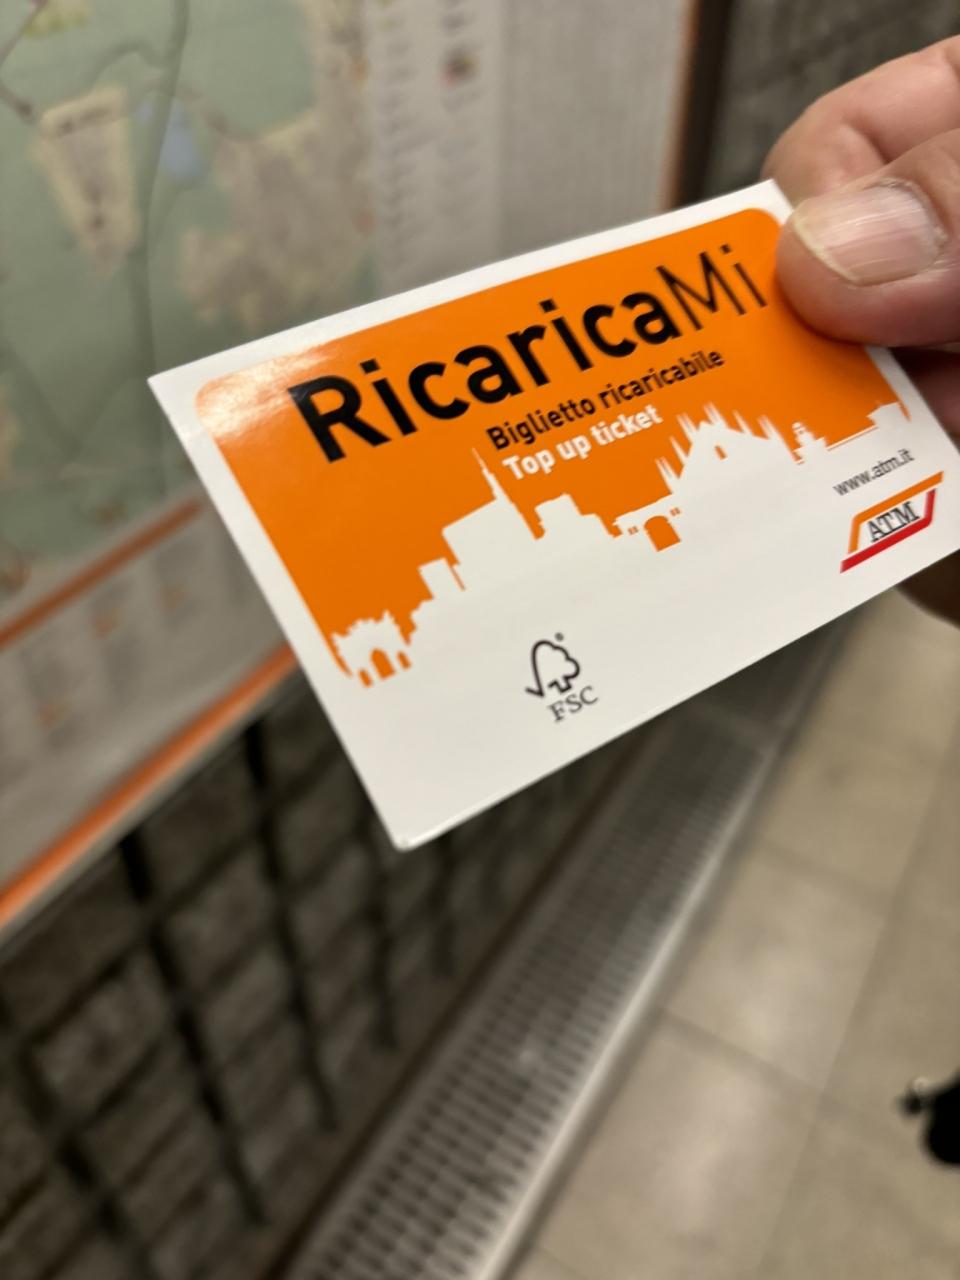 RicaricaMi
Biglietto ricaricabile
Top up ticket
www.atm.it
ATM
FSC